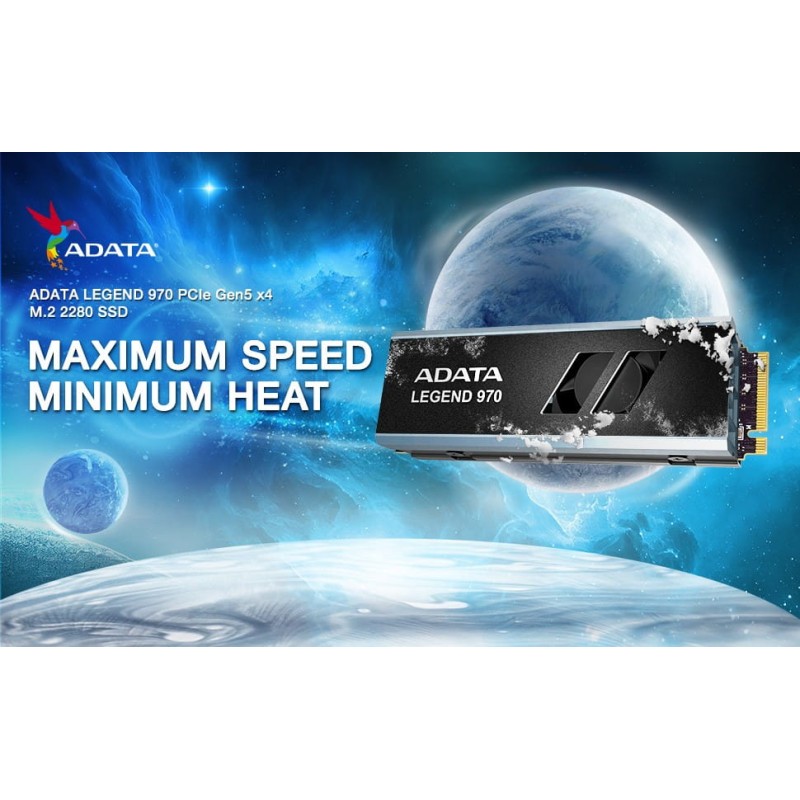 ADATA
ADATA LEGEND 970 PCIe Gen5 x4
M.2 2280 SSD
MAXIMUM SPEED
MINIMUM HEAT
ADATA
LEGEND 970